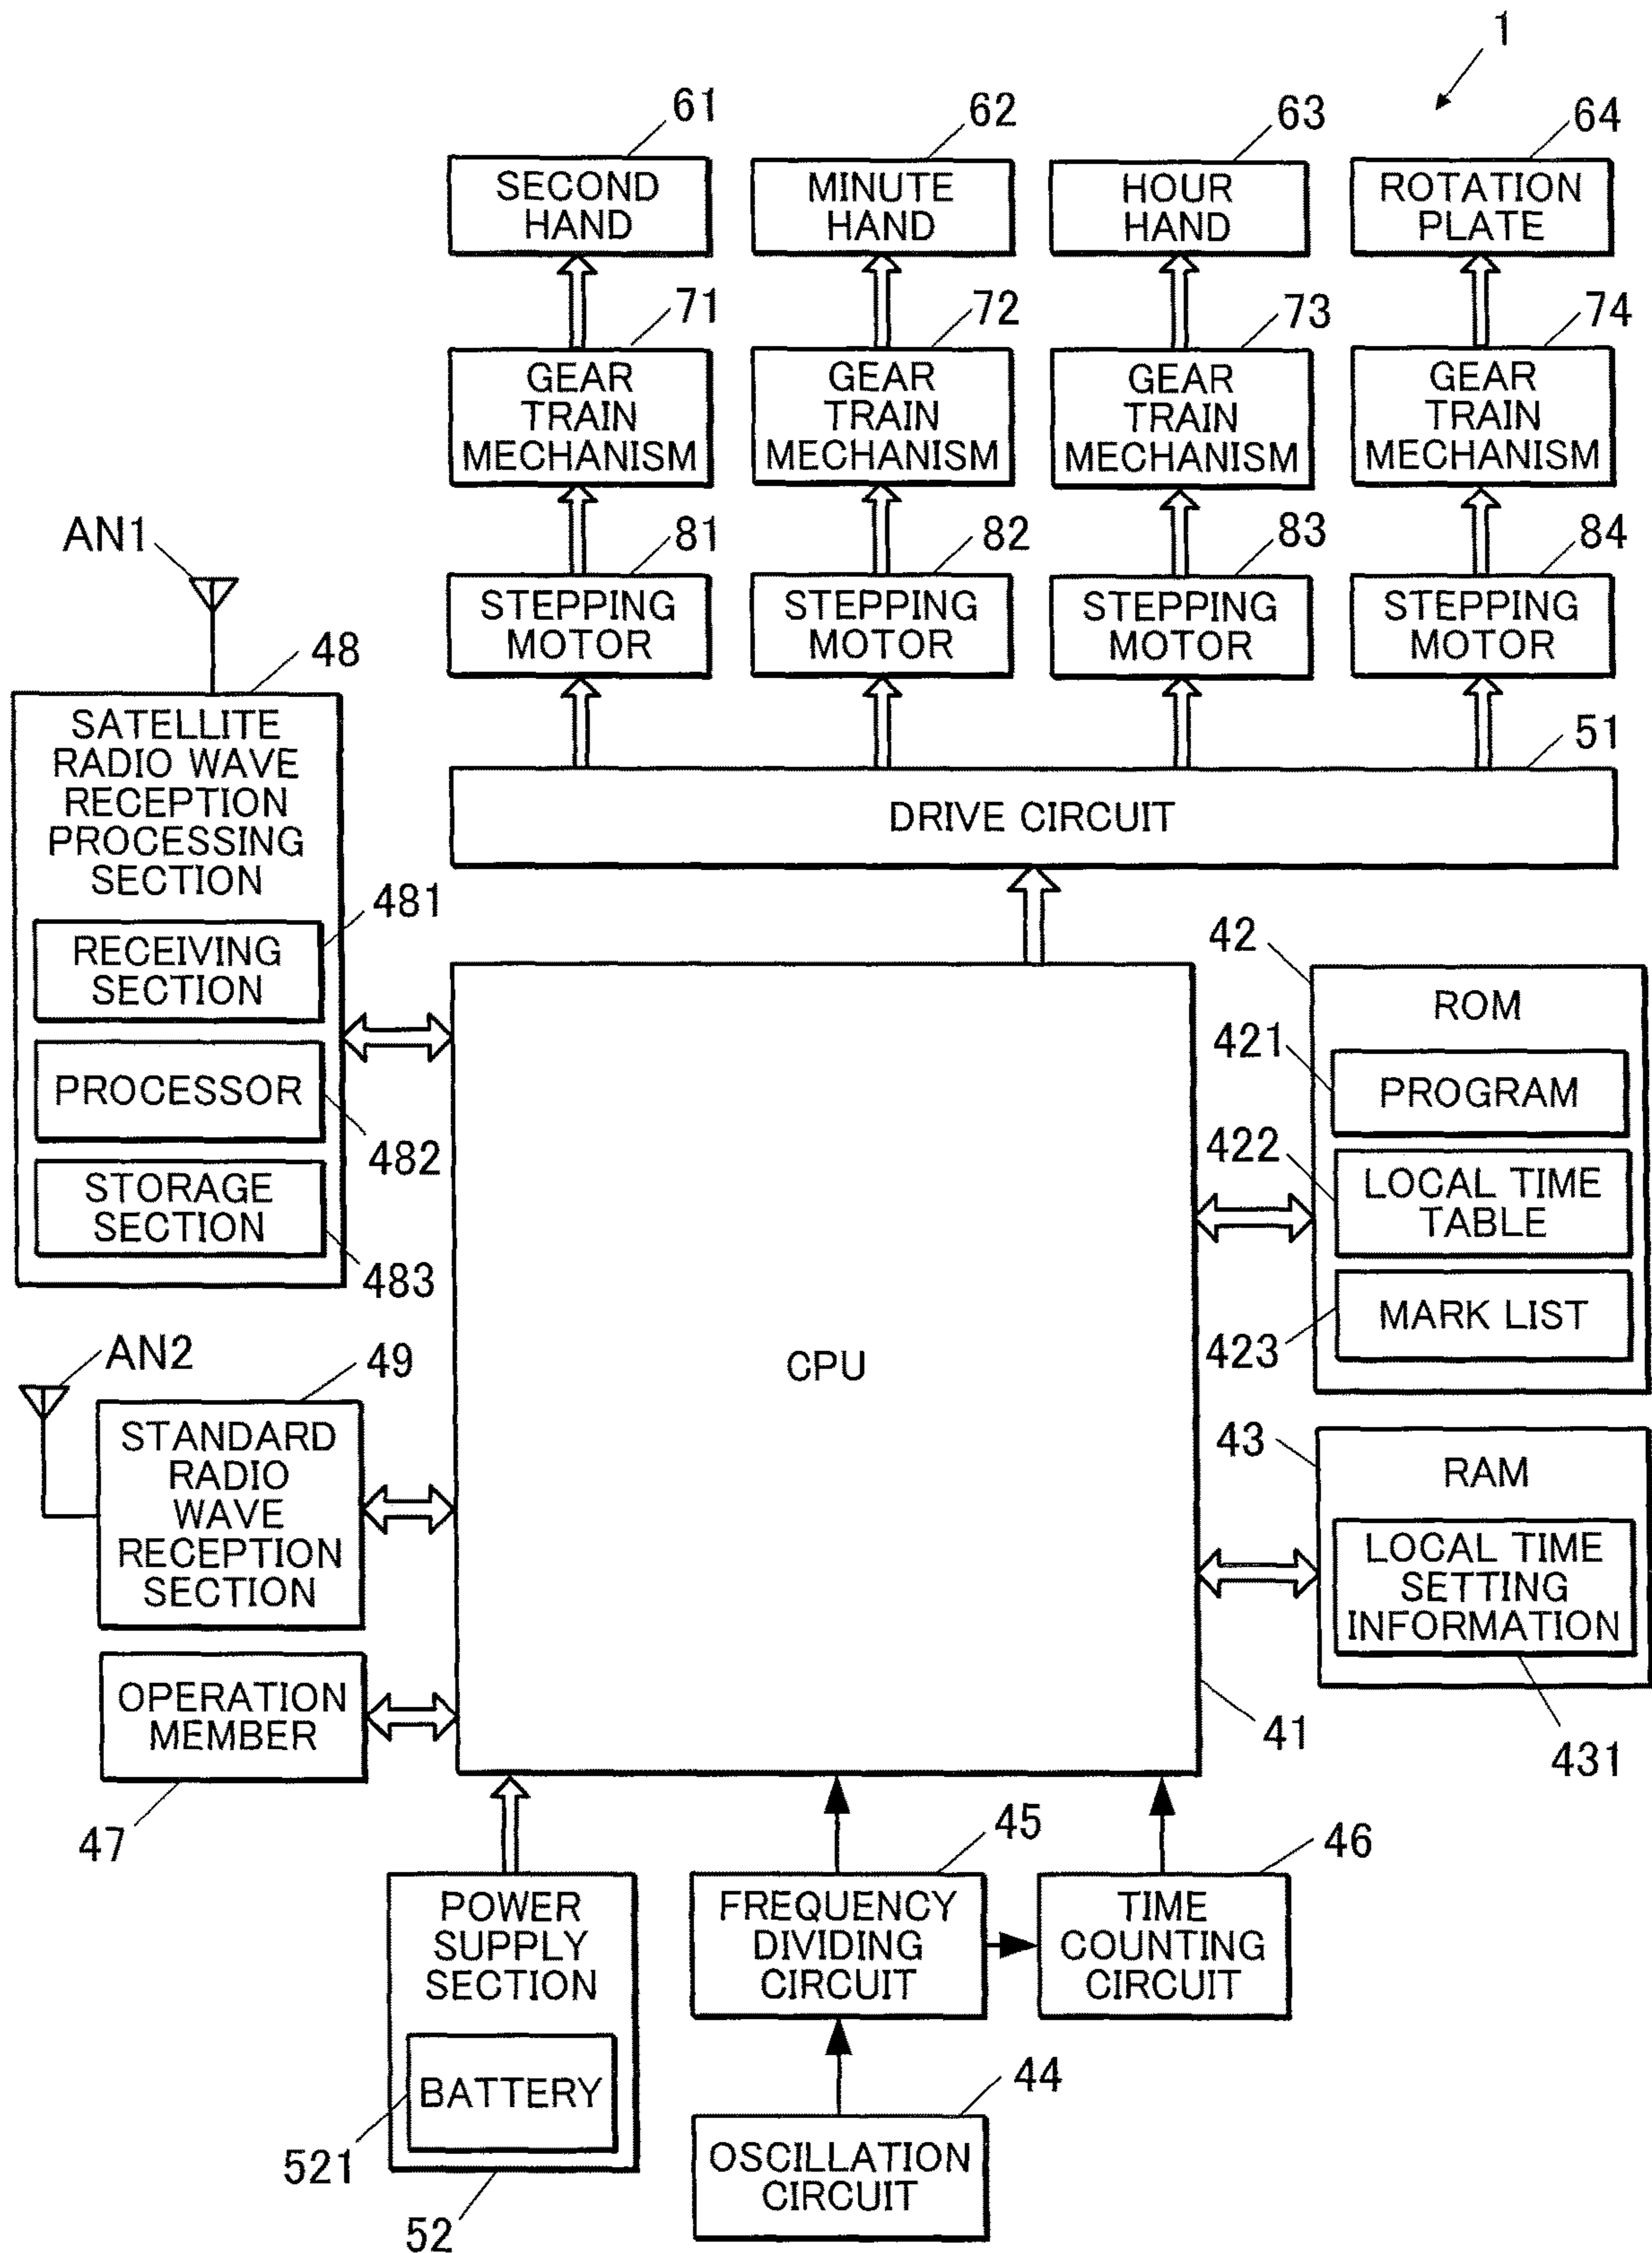 1
61
62
63
64
SECOND
HAND
MINUTE
HAND
HOUR
HAND
ROTATION
PLATE
71
72
73
74
GEAR
TRAIN
MECHANISM
GEAR
TRAIN
MECHANISM
GEAR
TRAIN
MECHANISM
GEAR
TRAIN
MECHANISM
AN1
81
82
83
84
STEPPING
MOTOR
STEPPING
MOTOR
STEPPING
MOTOR
STEPPING
MOTOR
48
SATELLITE
RADIO WAVE
RECEPTION
PROCESSING
SECTION
51
DRIVE CIRCUIT
481
RECEIVING
SECTION
PROCESSOR
482
STORAGE
SECTION
483
42
ROM
421
PROGRAM
422
LOCAL TIME
TABLE
MARK LIST
423
CPU
AN2
49
STANDARD
RADIO
WAVE
RECEPTION
SECTION
43
RAM
LOCAL TIME
SETTING
INFORMATION
431
41
OPERATION
MEMBER
47
45
46
POWER
SUPPLY
SECTION
FREQUENCY
DIVIDING
CIRCUIT
TIME
COUNTING
CIRCUIT
BATTERY
521
52
44
OSCILLATION
CIRCUIT